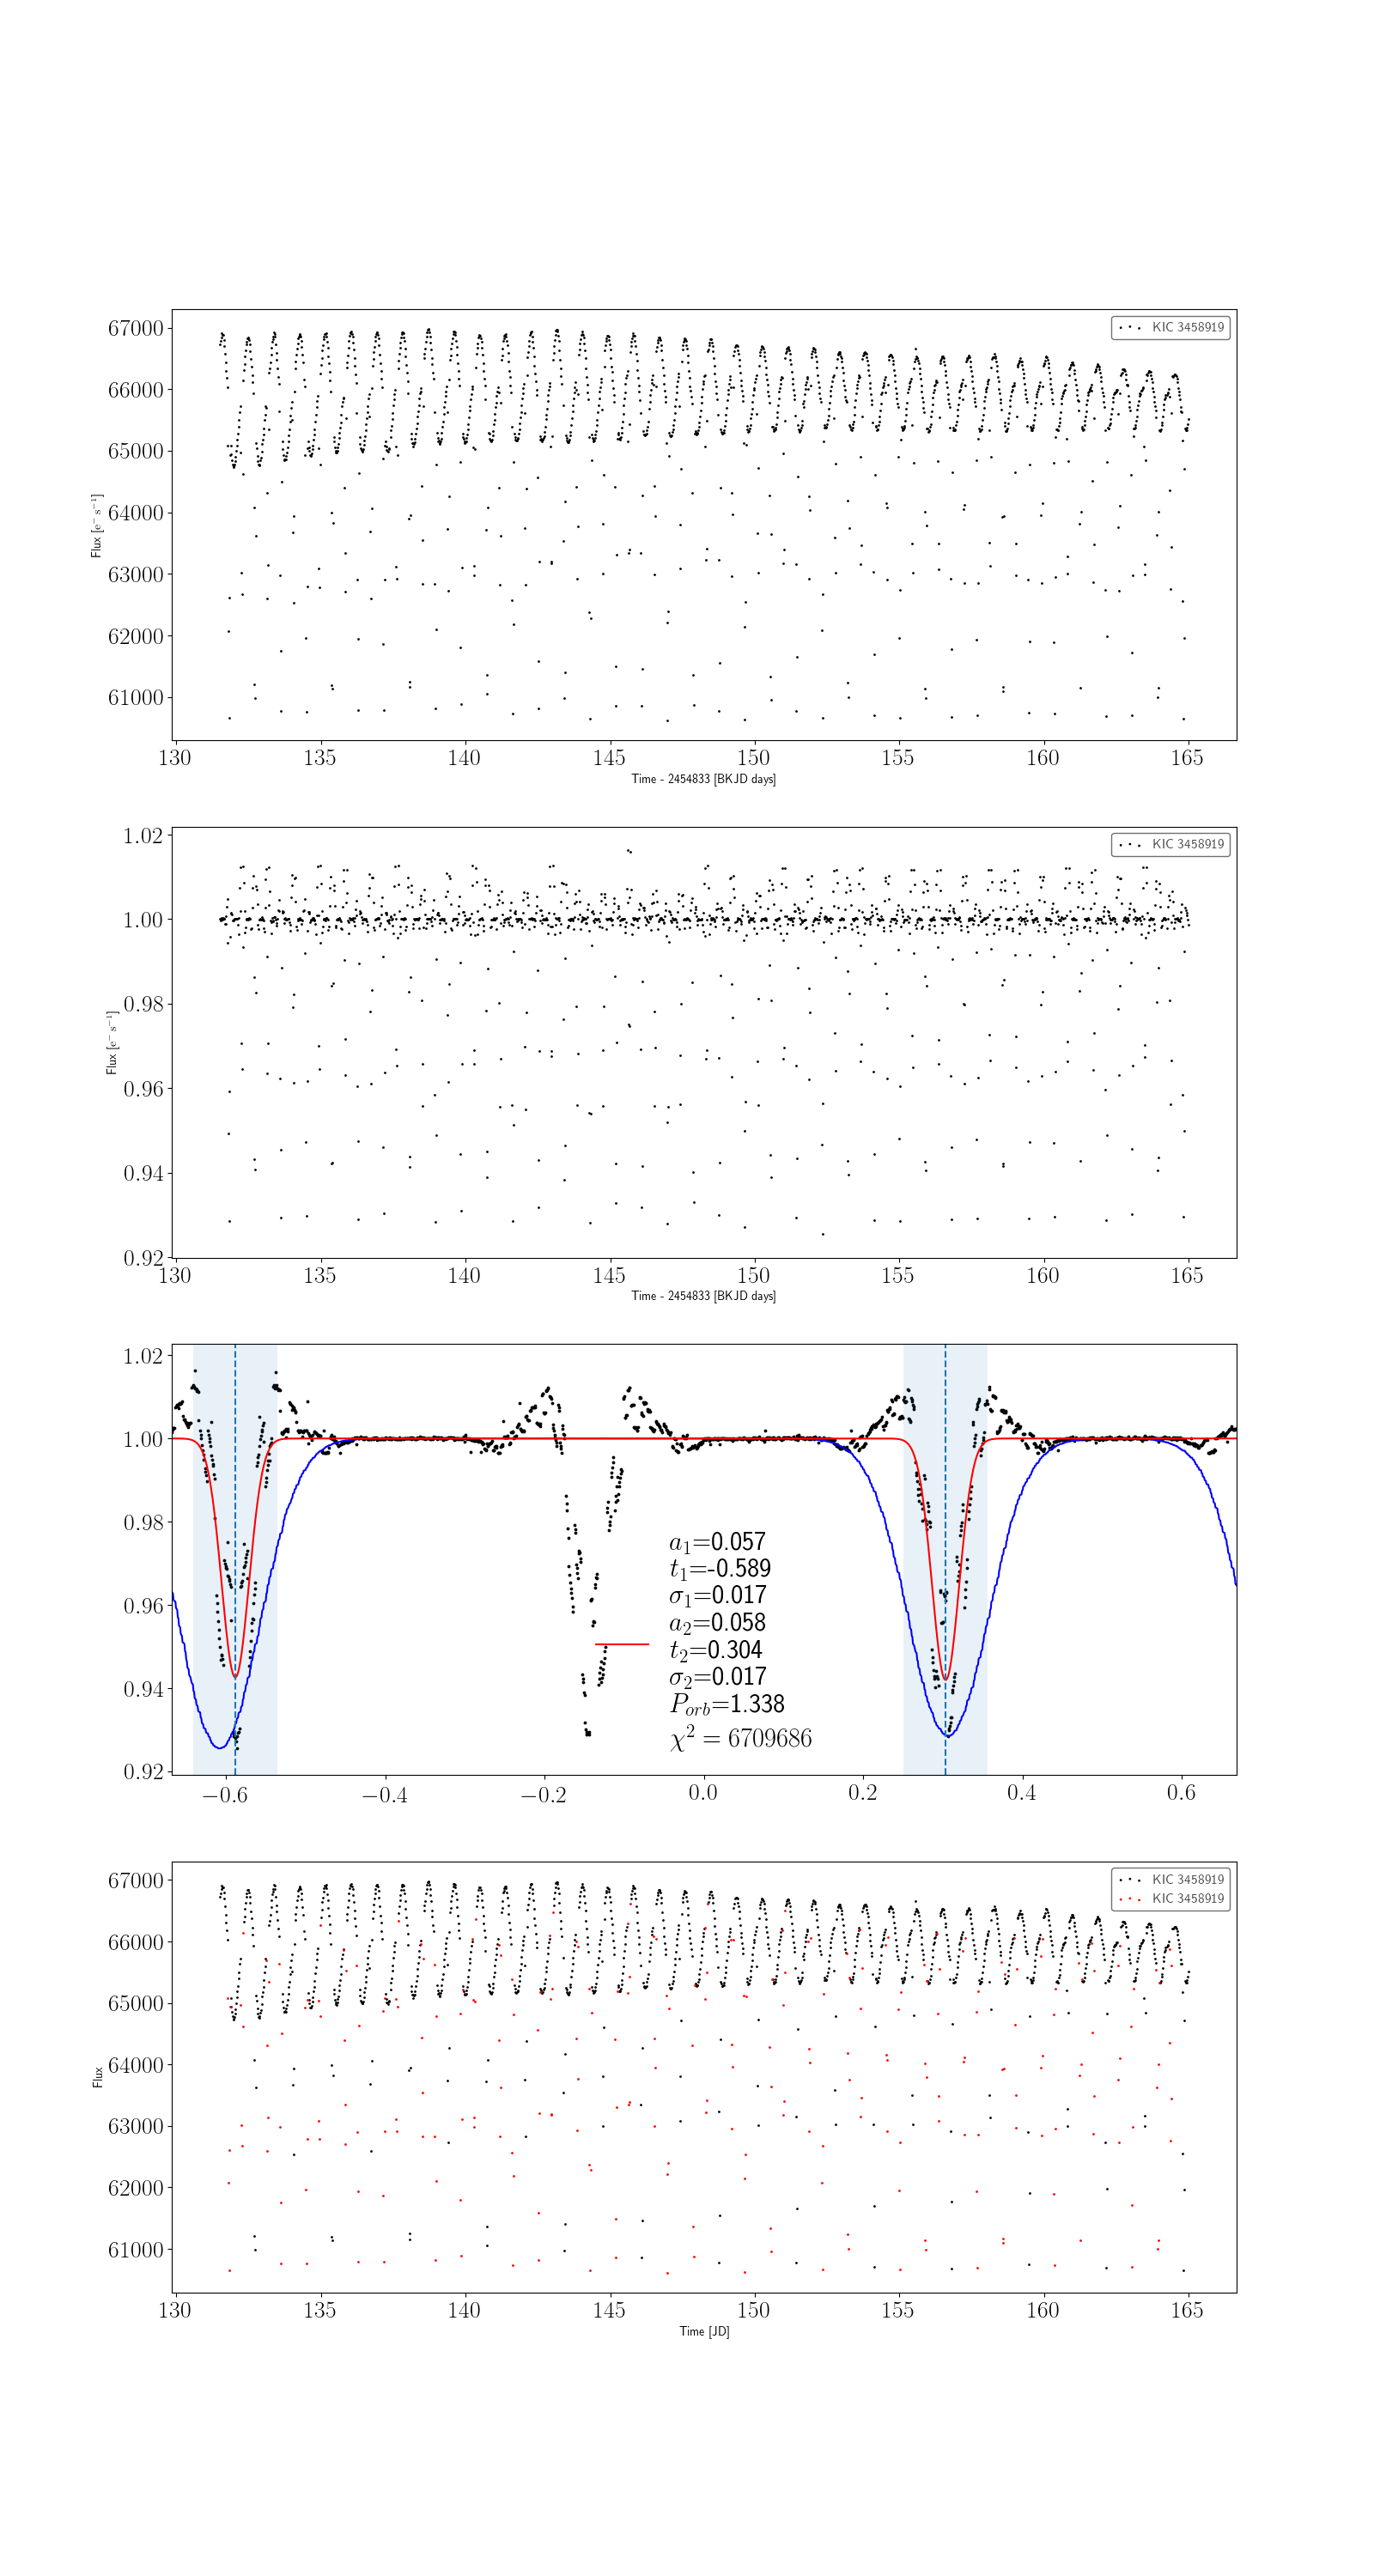 67000
66000
65000
64000
63000
62000
61000
Flux [e⁻ s⁻¹]
KIC 3458919
130 135 140 145 150 155 160 165
Time - 2454833 [BKJD days]
1.02
1.00
0.98
0.96
0.94
0.92
Flux [e⁻ s⁻¹]
KIC 3458919
130 135 140 145 150 155 160 165
Time - 2454833 [BKJD days]
1.02
1.00
0.98
0.96
0.94
0.92
a₁=0.057
t₁=-0.589
σ₁=0.017
a₂=0.058
t₂=0.304
σ₂=0.017
Pₒᵣᵦ=1.338
χ² = 6709686
−0.6 −0.4 −0.2 0.0 0.2 0.4 0.6
67000
66000
65000
64000
63000
62000
61000
Flux
KIC 3458919
KIC 3458919
130 135 140 145 150 155 160 165
Time [JD]